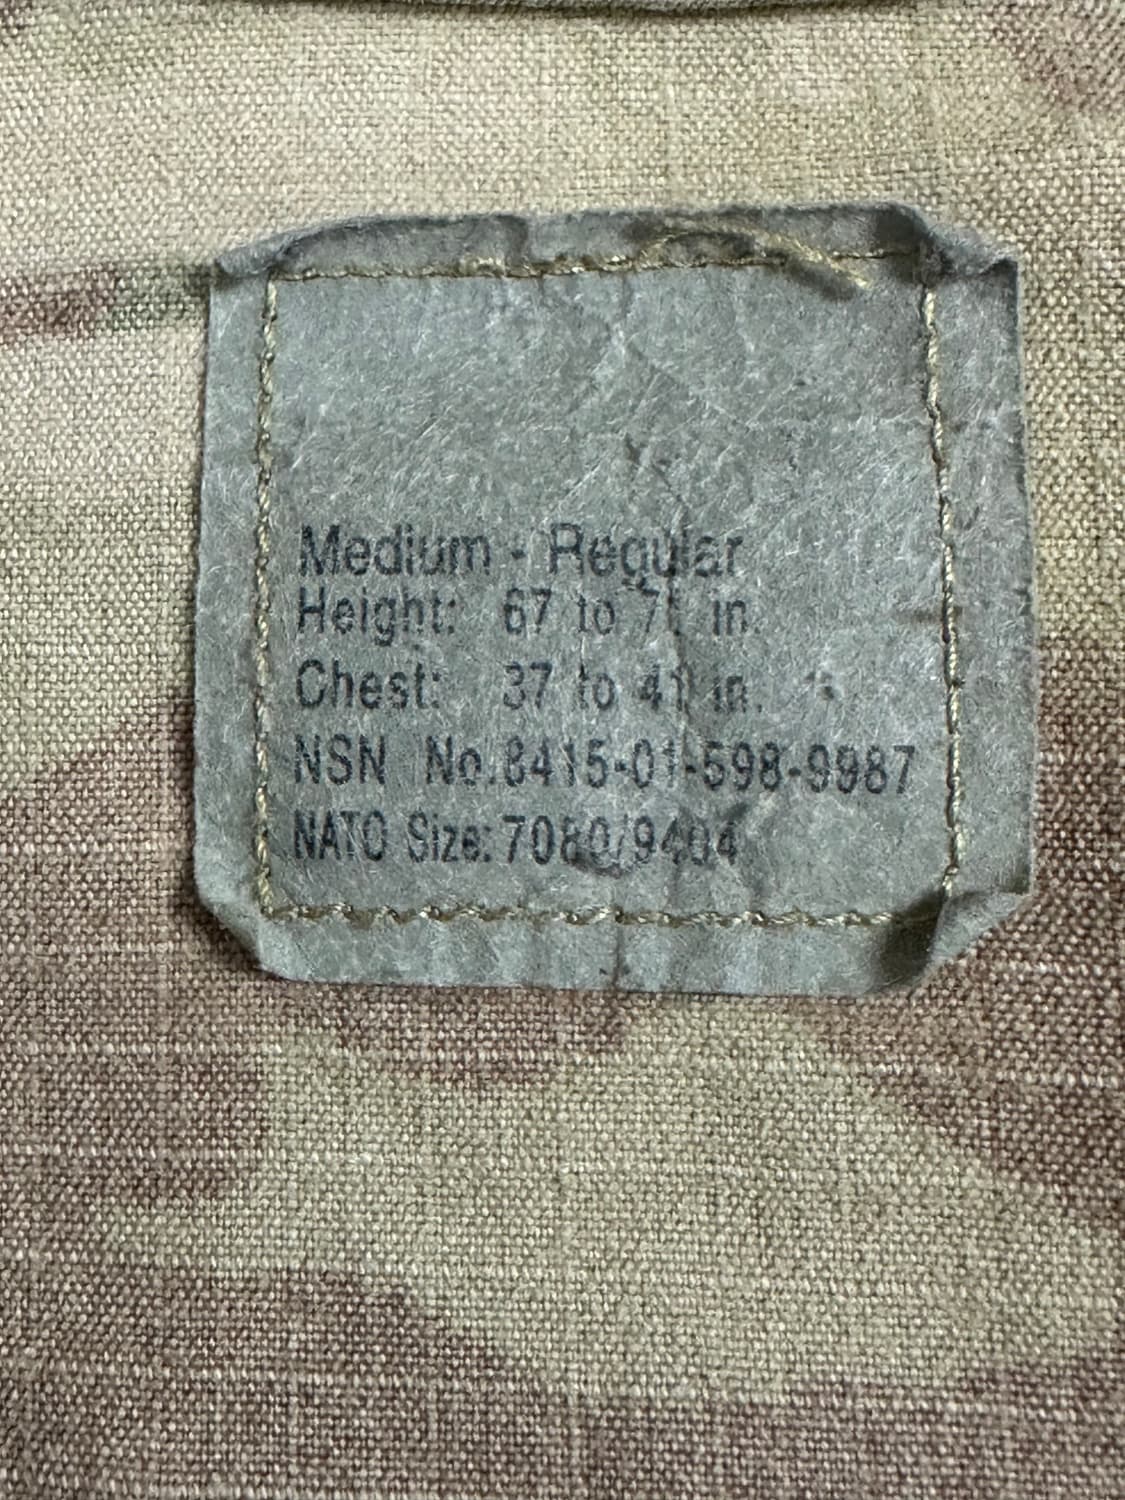 Medium - Regular
Height: 67 to 71 in.
Chest: 37 to 41 in.
NSN No.8415-01-598-9987
NATO Size: 7080/9404